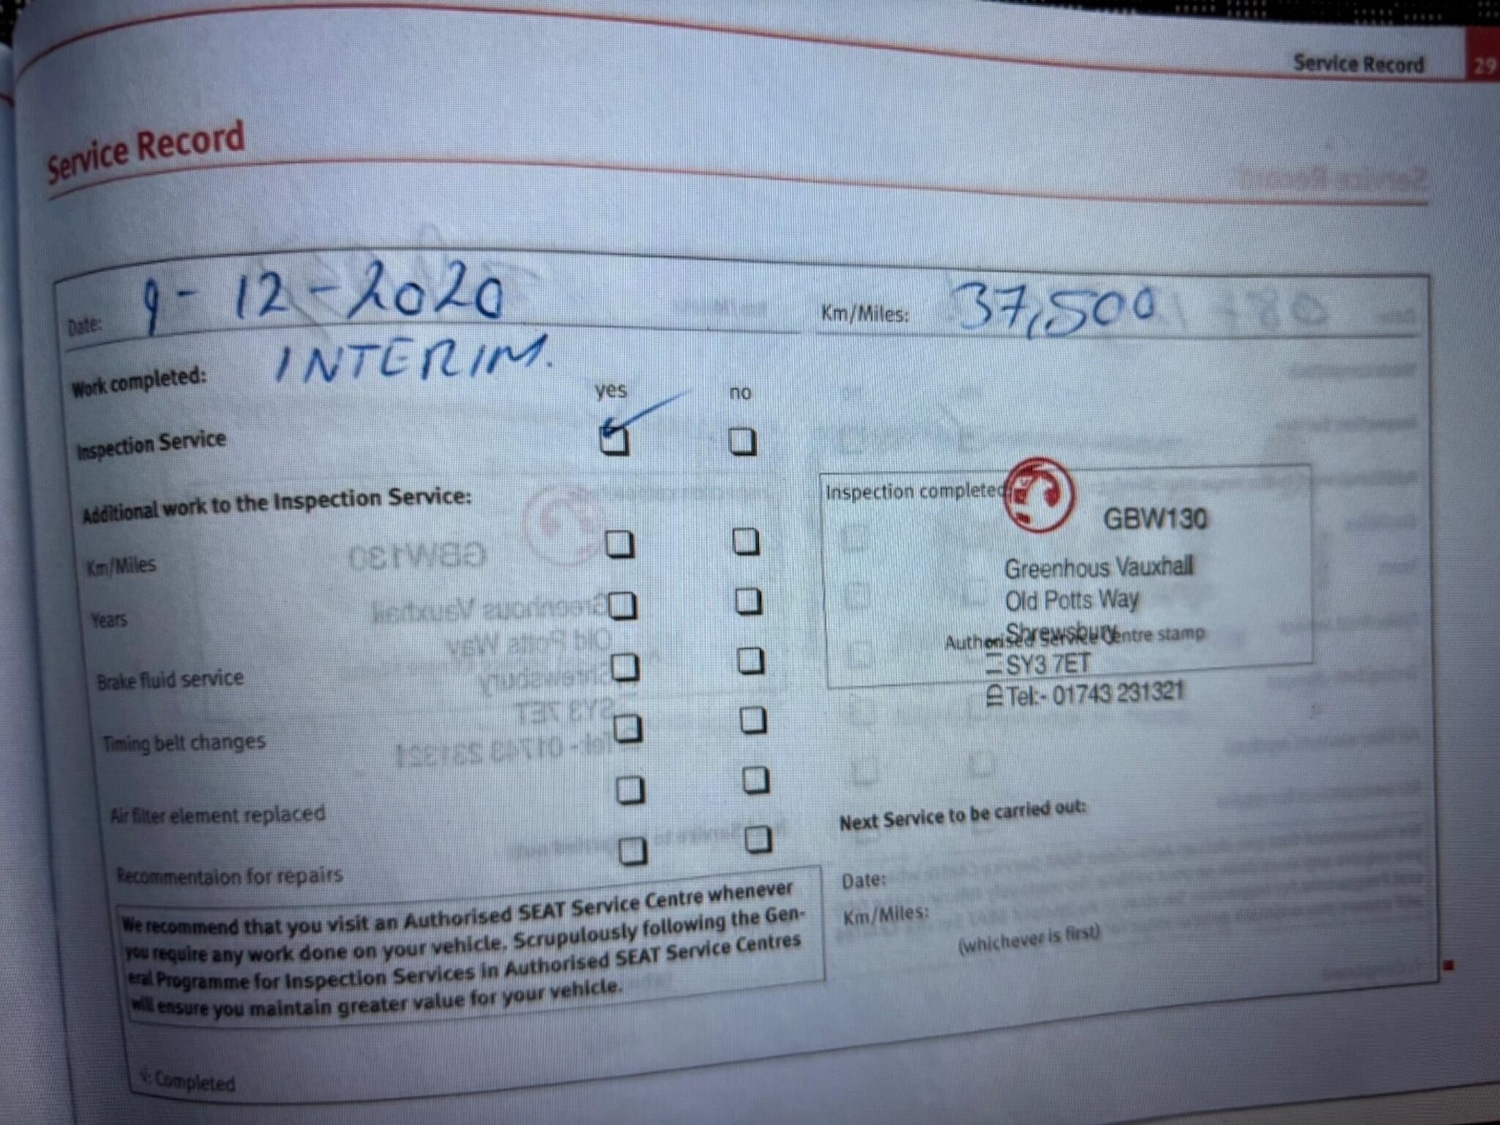 Service Record 29
Service Record
Date: 9-12-2020 Km/Miles: 37,500
Work completed: INTERIM.
yes no
Inspection Service
Additional work to the Inspection Service:
Km/Miles
Years
Brake fluid service
Timing belt changes
Air filter element replaced
Recommentaion for repairs
We recommend that you visit an Authorised SEAT Service Centre whenever
you require any work done on your vehicle. Scrupulously following the Gen-
eral Programme for Inspection Services in Authorised SEAT Service Centres
will ensure you maintain greater value for your vehicle.
√: Completed
Inspection completed
GBW130
Greenhous Vauxhall
Old Potts Way
Shrewsbury
Authorised Service Centre stamp
SY3 7ET
Tel:- 01743 231321
Next Service to be carried out:
Date:
Km/Miles:
(whichever is first)